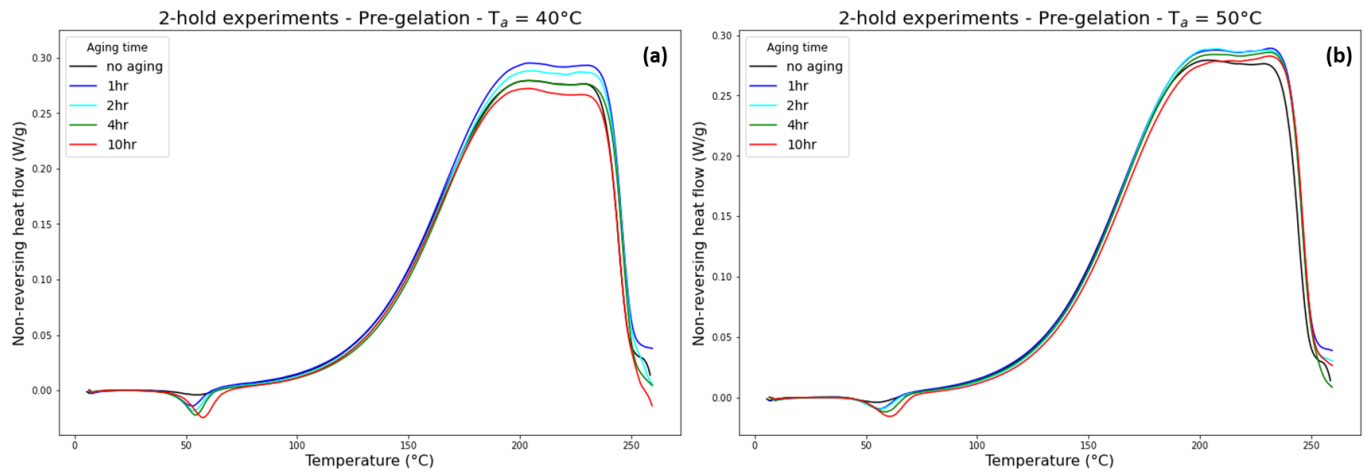 2-hold experiments - Pre-gelation - Tₐ = 40°C
(a)
Aging time
no aging
1hr
2hr
4hr
10hr
0.30
0.25
0.20
0.15
0.10
0.05
0.00
Non-reversing heat flow (W/g)
0 50 100 150 200 250
Temperature (°C)
2-hold experiments - Pre-gelation - Tₐ = 50°C
(b)
Aging time
no aging
1hr
2hr
4hr
10hr
0.30
0.25
0.20
0.15
0.10
0.05
0.00
Non-reversing heat flow (W/g)
0 50 100 150 200 250
Temperature (°C)